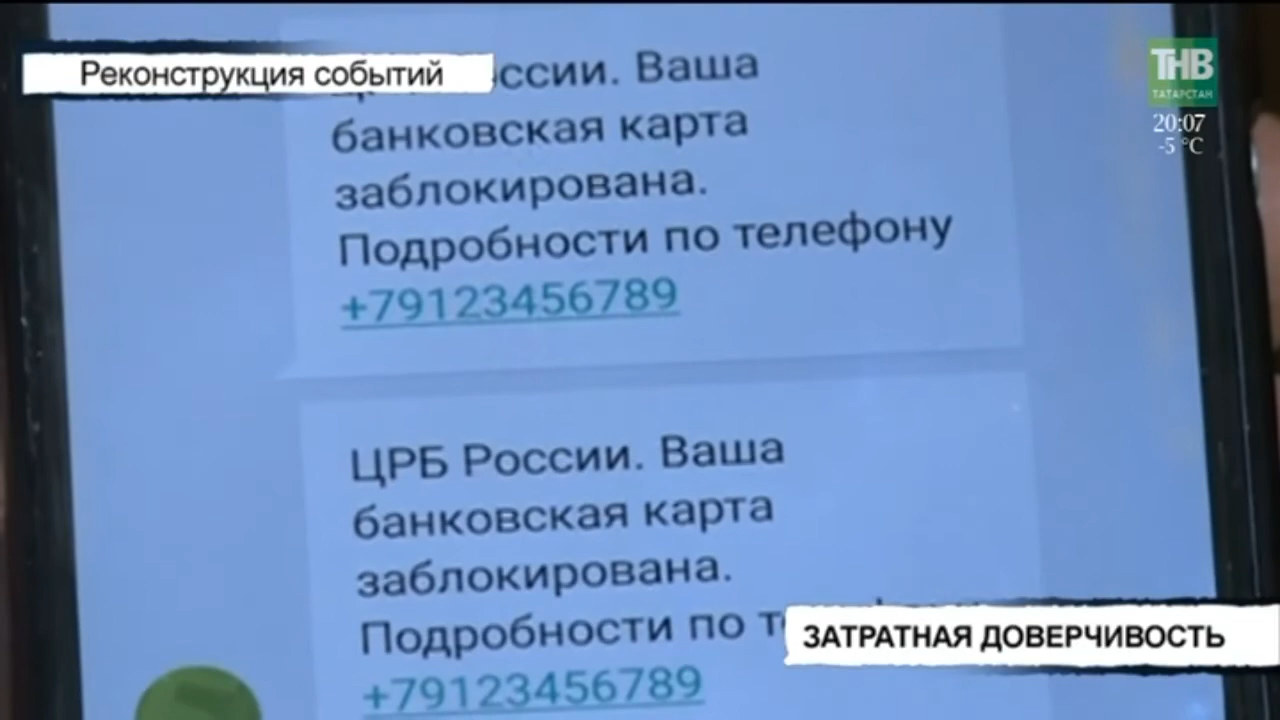 Реконструкция событий
ссии. Ваша
банковская карта
заблокирована.
Подробности по телефону
+79123456789
ЦРБ России. Ваша
банковская карта
заблокирована.
Подробности по
+79123456789
ТНВ
ТАТАРСТАН
20:07
-5 °C
ЗАТРАТНАЯ ДОВЕРЧИВОСТЬ